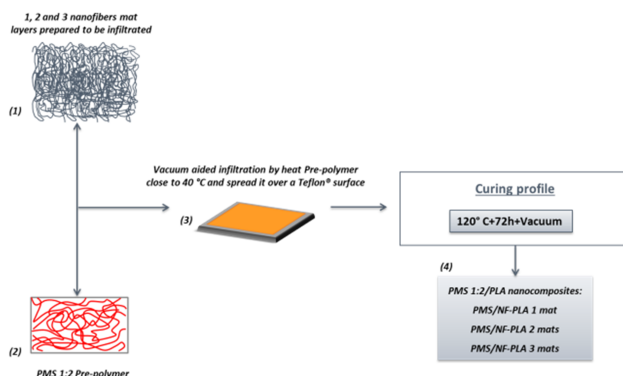 1, 2 and 3 nanofibers mat
layers prepared to be infiltrated
(1)
Vacuum aided infiltration by heat Pre-polymer
close to 40 °C and spread it over a Teflon® surface
(3)
Curing profile
120° C+72h+Vacuum
(4)
PMS 1:2/PLA nanocomposites:
PMS/NF-PLA 1 mat
PMS/NF-PLA 2 mats
PMS/NF-PLA 3 mats
(2)
PMS 1:2 Pre-polymer